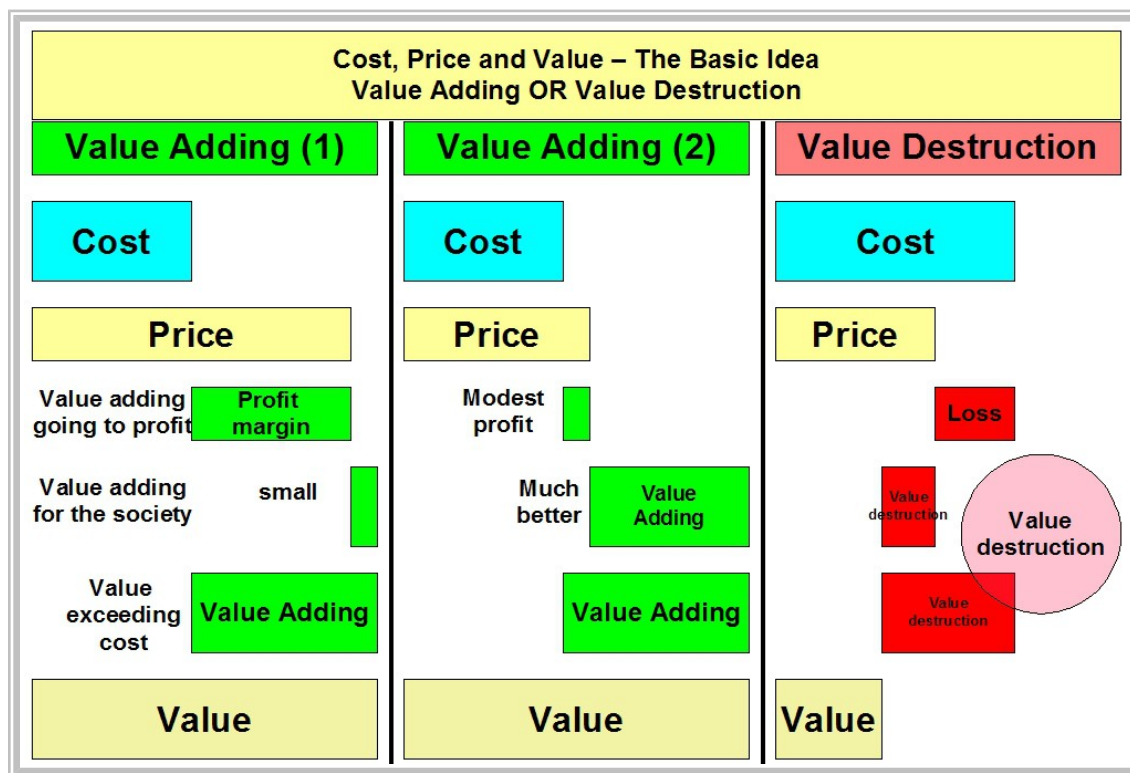 Cost, Price and Value – The Basic Idea
Value Adding OR Value Destruction
Value Adding (1)
Cost
Price
Value adding
going to profit
Profit
margin
Value adding
for the society
small
Value
exceeding
cost
Value Adding
Value
Value Adding (2)
Cost
Price
Modest
profit
Much
better
Value
Adding
Value Adding
Value
Value Destruction
Cost
Price
Loss
Value
destruction
Value
destruction
Value
destruction
Value